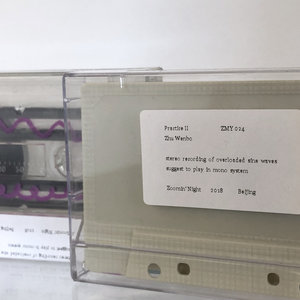 Practice II ZMY 024
Zhu Wenbo
stereo recording of overloaded sine waves
suggest to play in mono system
Zoomin' Night 2018 Beijing